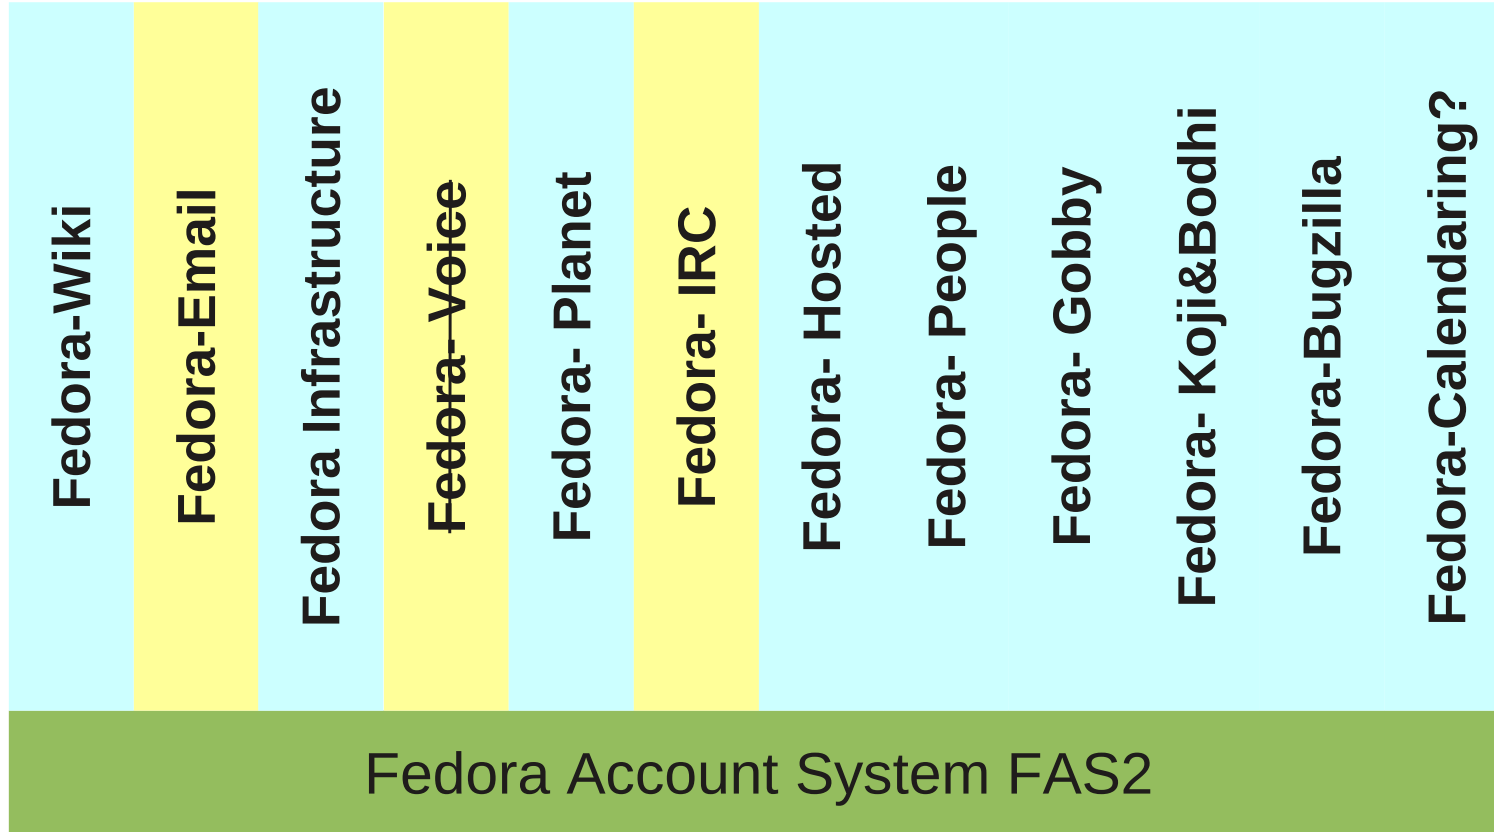 Fedora-Wiki
Fedora-Email
Fedora Infrastructure
Fedora- Voice
Fedora- Planet
Fedora- IRC
Fedora- Hosted
Fedora- People
Fedora- Gobby
Fedora- Koji&Bodhi
Fedora-Bugzilla
Fedora-Calendaring?
Fedora Account System FAS2